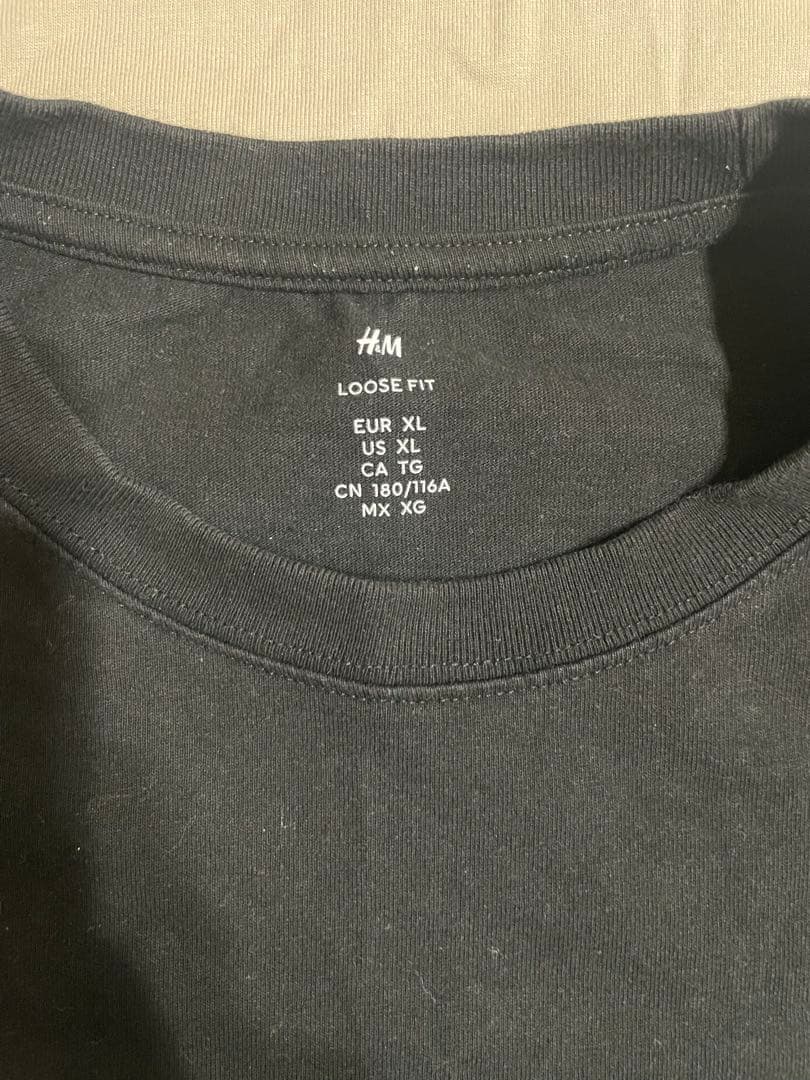 H&M
LOOSE FIT
EUR XL
US XL
CA TG
CN 180/116A
MX XG